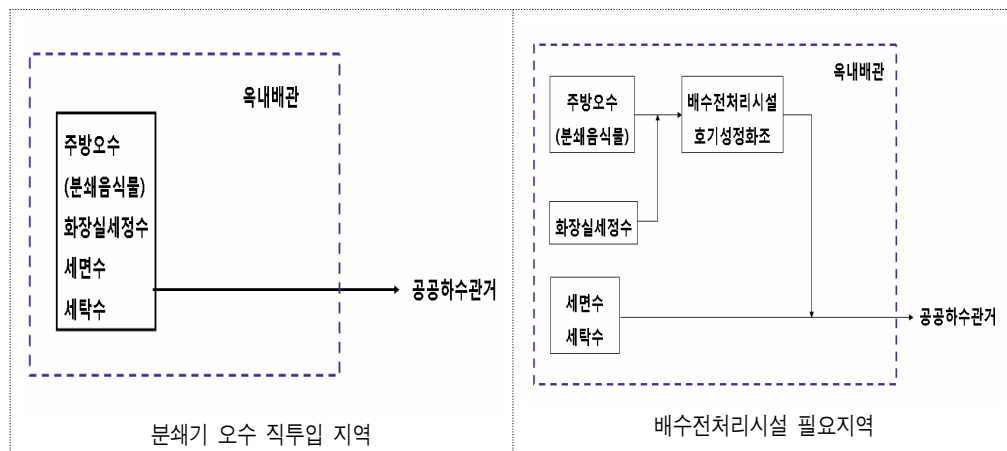 옥내배관
주방오수
(분쇄음식물)
화장실세정수
세면수
세탁수
공공하수관거
분쇄기 오수 직투입 지역
옥내배관
주방오수
(분쇄음식물)
배수전처리시설
호기성정화조
화장실세정수
세면수
세탁수
공공하수관거
배수전처리시설 필요지역